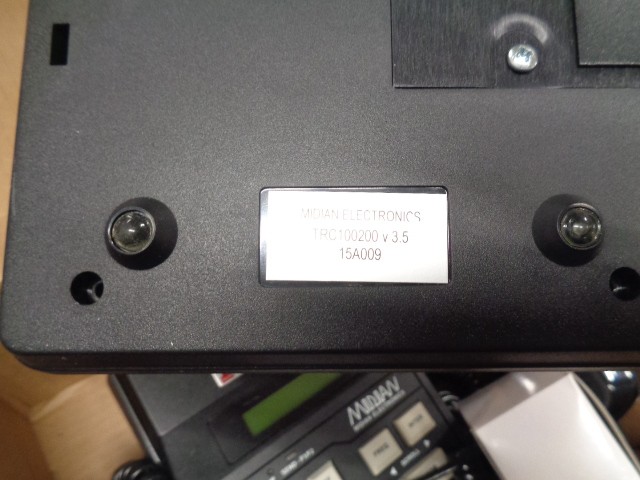 MIDIAN ELECTRONICS
TRC100200 v 3.5
15A009
MIDIAN